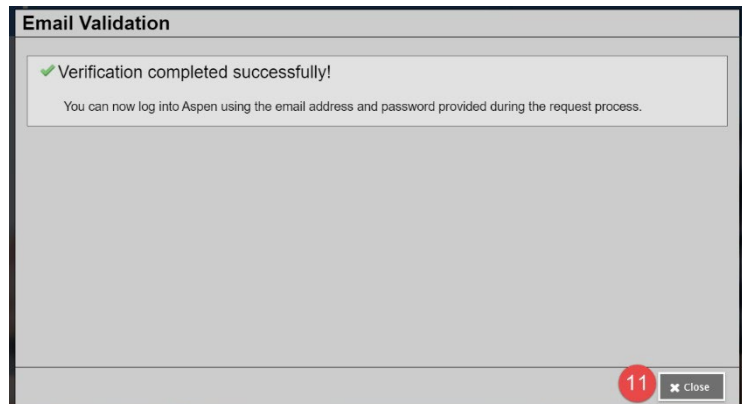 Email Validation
Verification completed successfully!
You can now log into Aspen using the email address and password provided during the request process.
11
Close